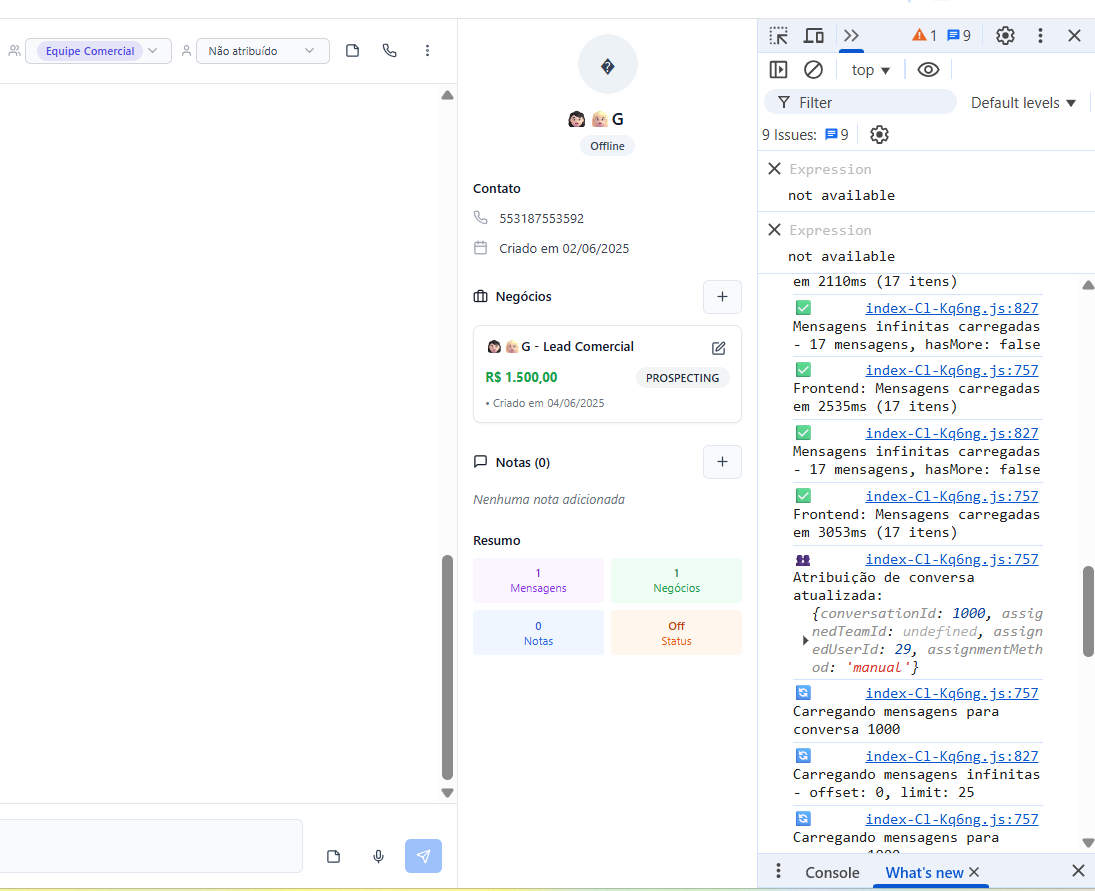 Equipe Comercial
Não atribuído
�
👩🏻 👱🏼‍♀️ G
Offline
Contato
553187553592
Criado em 02/06/2025
Negócios
+
G - Lead Comercial
R$ 1.500,00
PROSPECTING
• Criado em 04/06/2025
Notas (0)
+
Nenhuma nota adicionada
Resumo
1
Mensagens
1
Negócios
0
Notas
Off
Status
1
9
top
Filter
Default levels
9 Issues: 9
Expression
not available
Expression
not available
em 2110ms (17 itens)
index-Cl-Kq6ng.js:827
Mensagens infinitas carregadas
- 17 mensagens, hasMore: false
index-Cl-Kq6ng.js:757
Frontend: Mensagens carregadas
em 2535ms (17 itens)
index-Cl-Kq6ng.js:827
Mensagens infinitas carregadas
- 17 mensagens, hasMore: false
index-Cl-Kq6ng.js:757
Frontend: Mensagens carregadas
em 3053ms (17 itens)
index-Cl-Kq6ng.js:757
Atribuição de conversa
atualizada:
{conversationId: 1000, assig
nedTeamId: undefined, assign
edUserId: 29, assignmentMeth
od: 'manual'}
index-Cl-Kq6ng.js:757
Carregando mensagens para
conversa 1000
index-Cl-Kq6ng.js:827
Carregando mensagens infinitas
- offset: 0, limit: 25
index-Cl-Kq6ng.js:757
Carregando mensagens para
Console
What's new